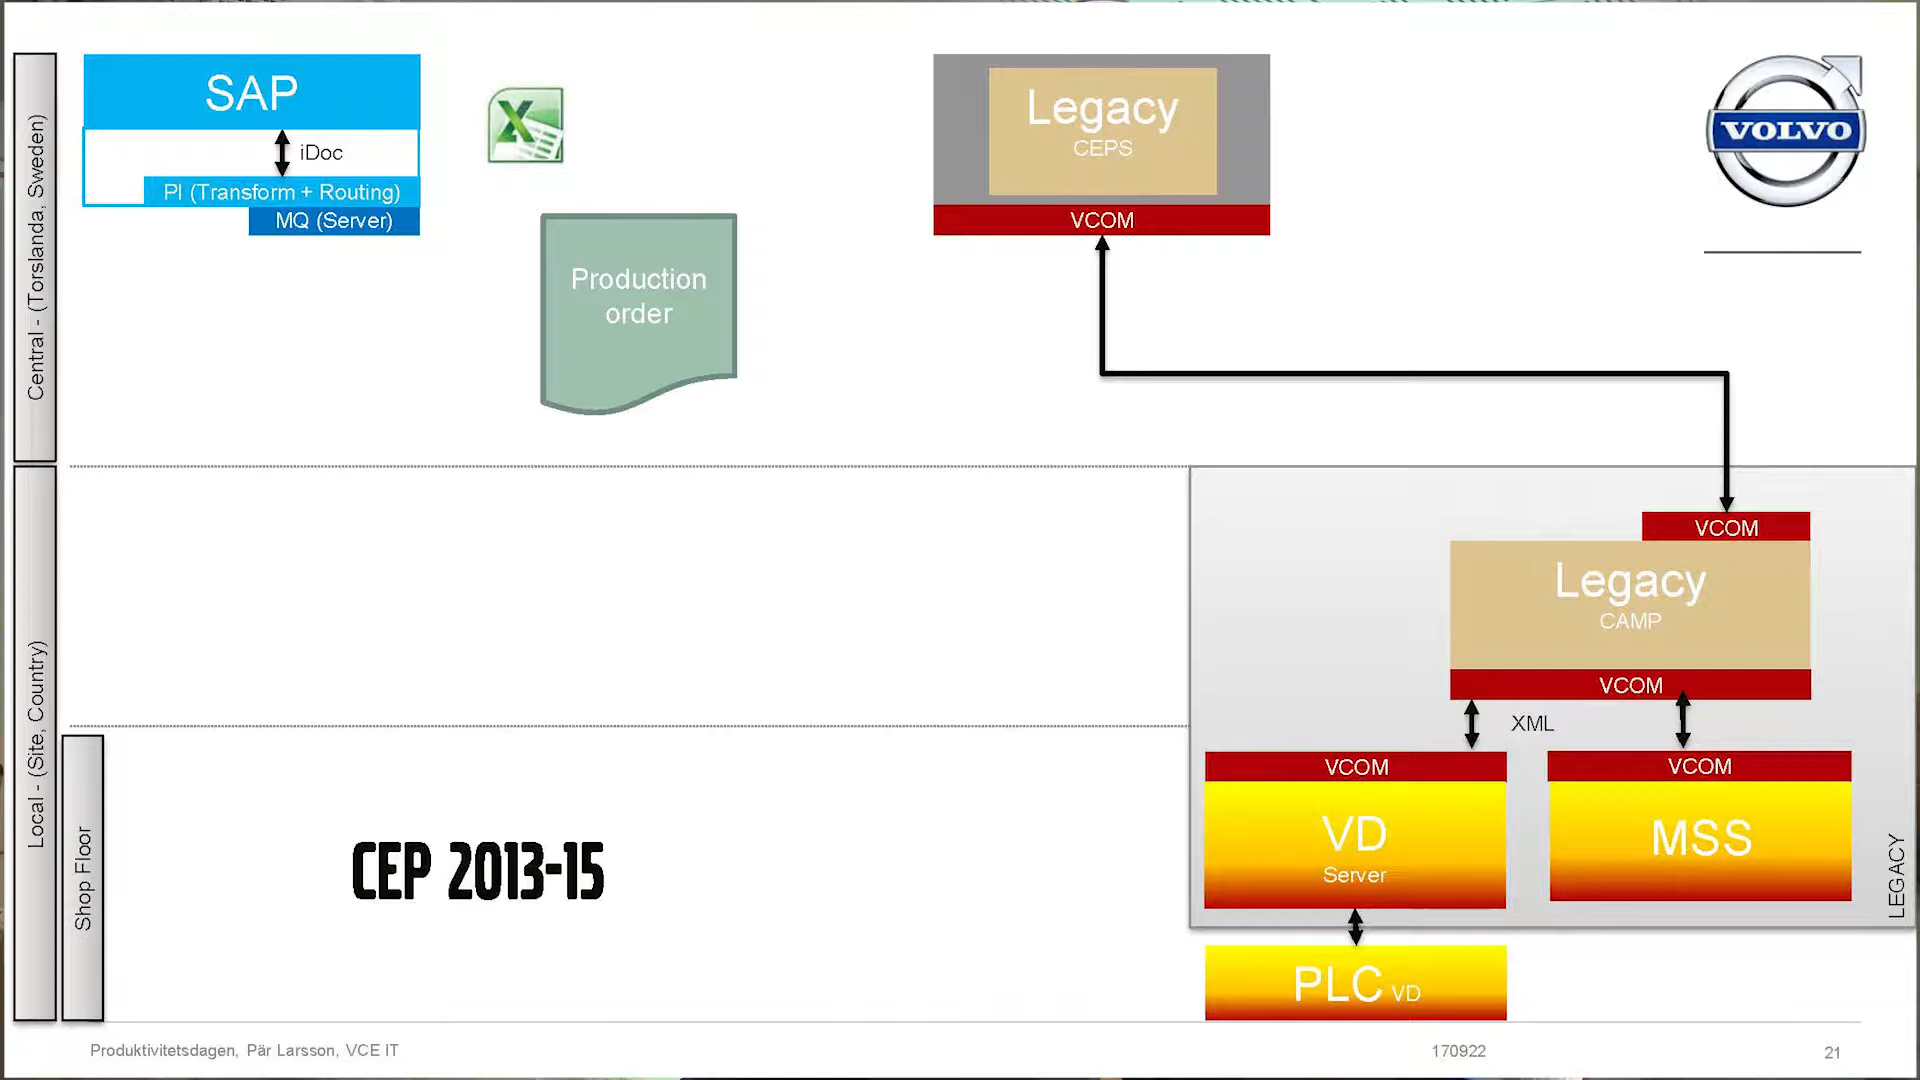 Central - (Torslanda, Sweden)
SAP
iDoc
PI (Transform + Routing)
MQ (Server)
Production
order
Legacy
CEPS
VCOM
VOLVO
Local - (Site, Country)
Shop Floor
CEP 2013-15
VCOM
Legacy
CAMP
VCOM
XML
VCOM
VD
Server
VCOM
MSS
LEGACY
PLC VD
Produktivitetsdagen, Pär Larsson, VCE IT
170922
21